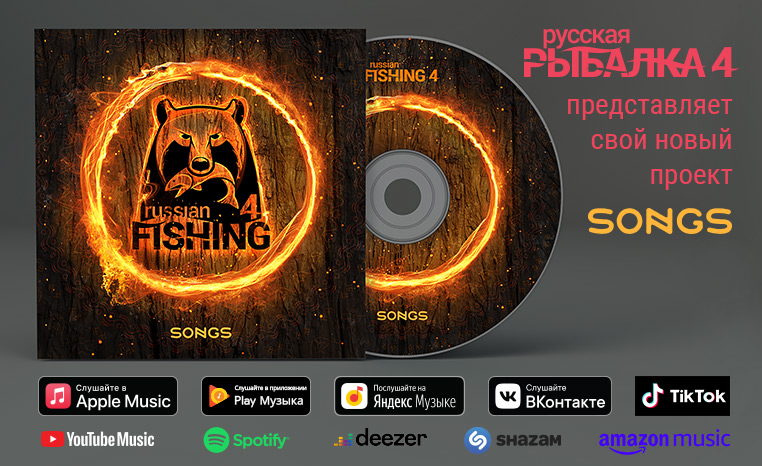 русская
РЫБАЛКА 4
представляет
свой новый
проект
SONGS
russian 4
FISHING
SONGS
russian
FISHING 4
SONGS
Слушайте в
Apple Music
Слушайте в приложении
Play Музыка
Послушайте на
Яндекс Музыке
Слушайте
ВКонтакте
TikTok
YouTube Music
Spotify
deezer
SHAZAM
amazon music